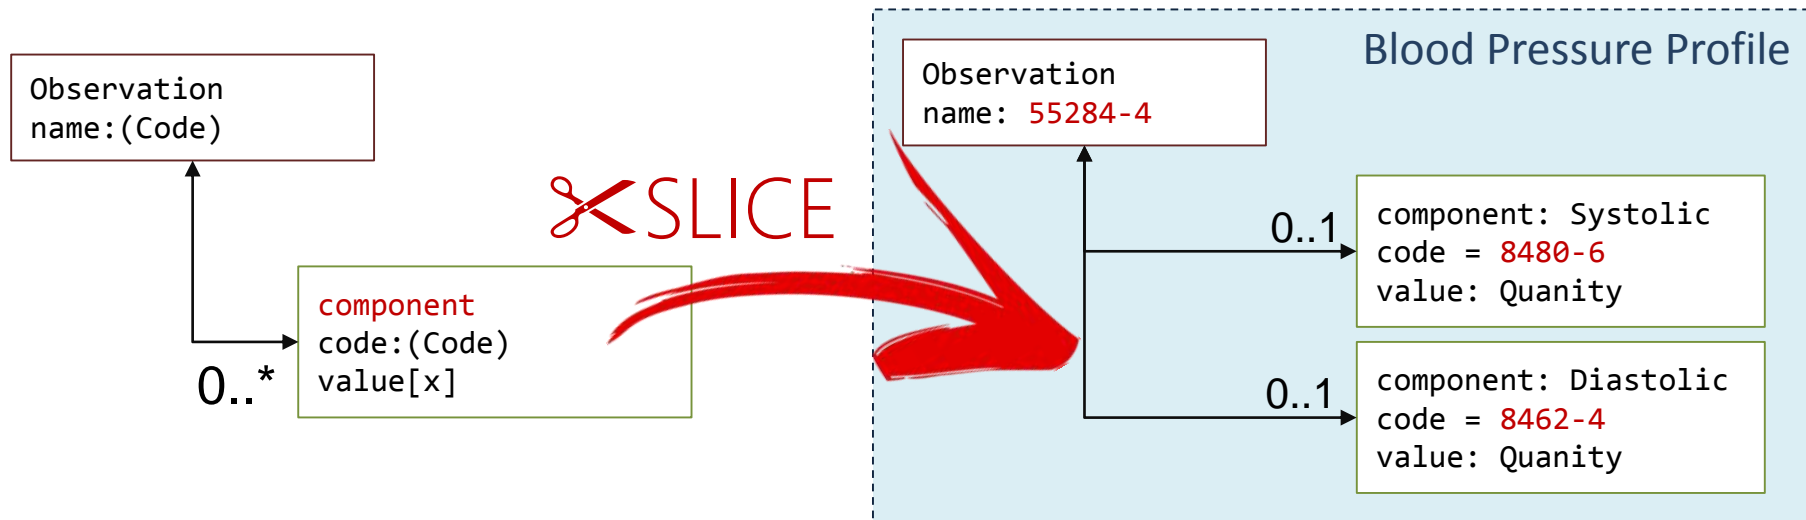 Observation
name:(Code)
0..*
component
code:(Code)
value[x]
SLICE
Blood Pressure Profile
Observation
name: 55284-4
0..1
component: Systolic
code = 8480-6
value: Quanity
0..1
component: Diastolic
code = 8462-4
value: Quanity